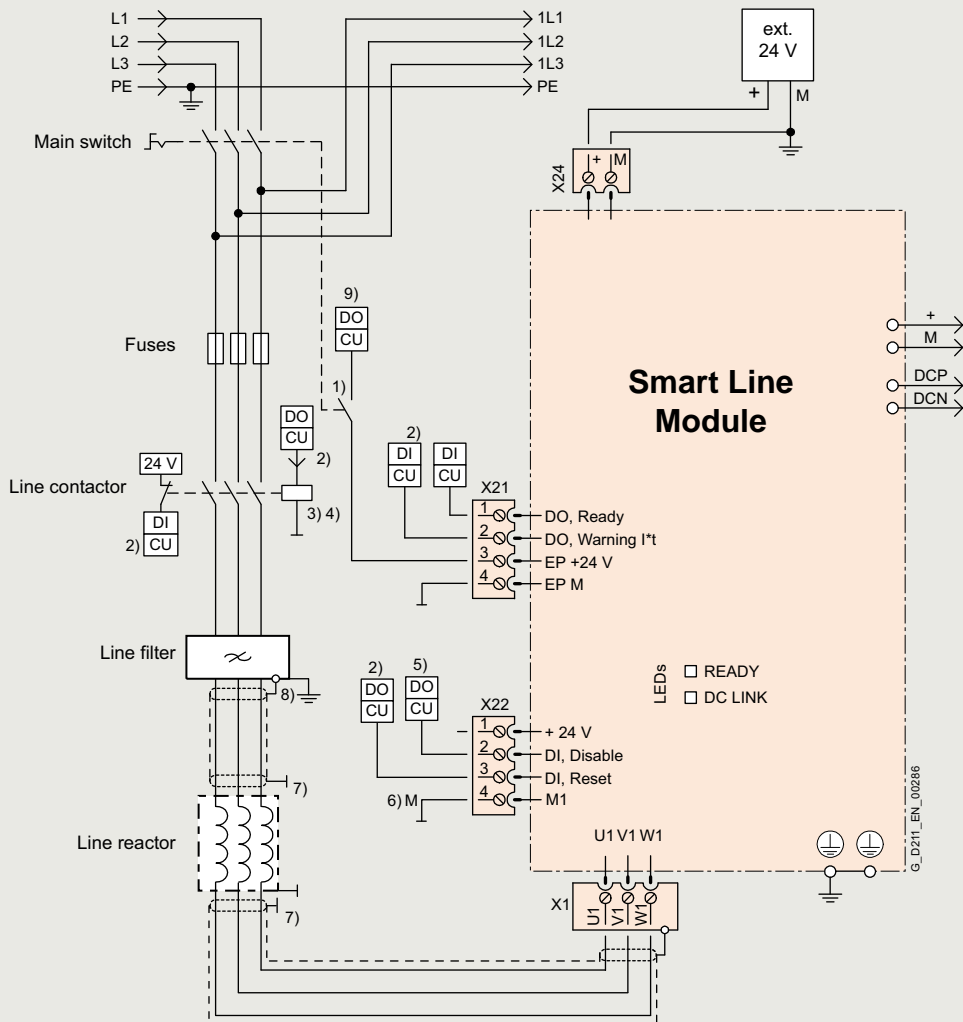 L1
L2
L3
PE
1L1
1L2
1L3
PE
ext.
24 V
+
M
Main switch
X24
+
M
9)
DO
CU
Fuses
1)
Smart Line
Module
+
M
DCP
DCN
DO
CU
2)
2)
DI
CU
DI
CU
24 V
Line contactor
3) 4)
2)
DI
CU
X21
1
DO, Ready
2
DO, Warning I*t
3
EP +24 V
4
EP M
Line filter
8)
2)
DO
CU
5)
DO
CU
LEDs
READY
DC LINK
X22
1
+ 24 V
2
DI, Disable
3
DI, Reset
4
M1
6) M
7)
Line reactor
7)
U1 V1 W1
X1
U1
V1
W1
G_D211_EN_00286